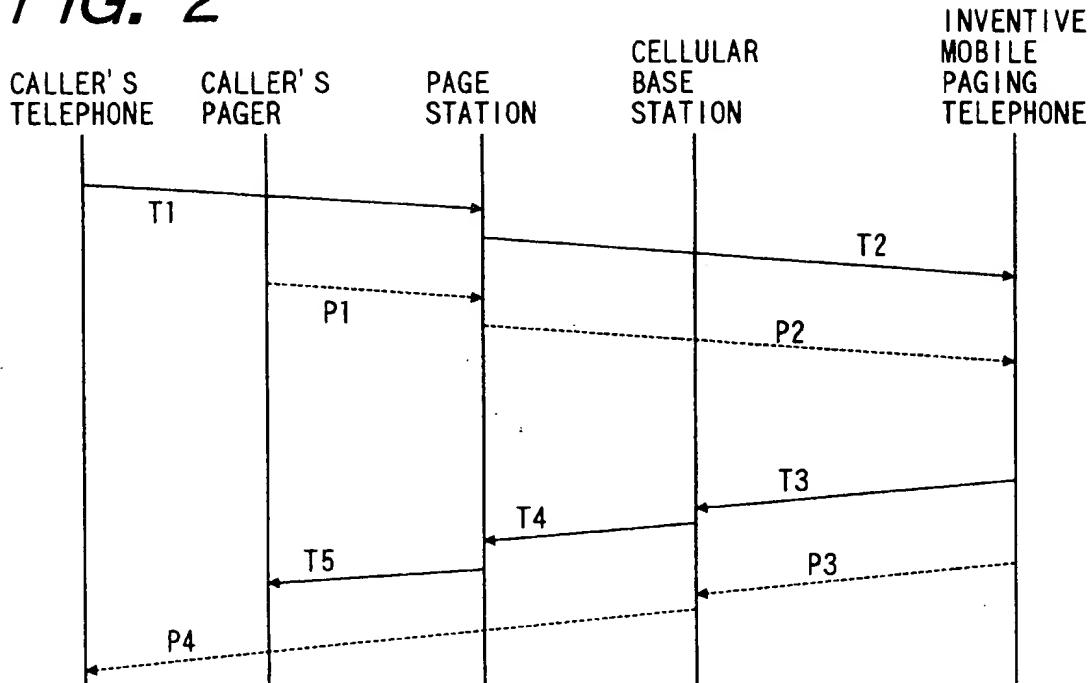 FIG. 2
CALLER'S
TELEPHONE
CALLER'S
PAGER
PAGE
STATION
CELLULAR
BASE
STATION
INVENTIVE
MOBILE
PAGING
TELEPHONE
T1
T2
P1
P2
T3
T4
T5
P3
P4